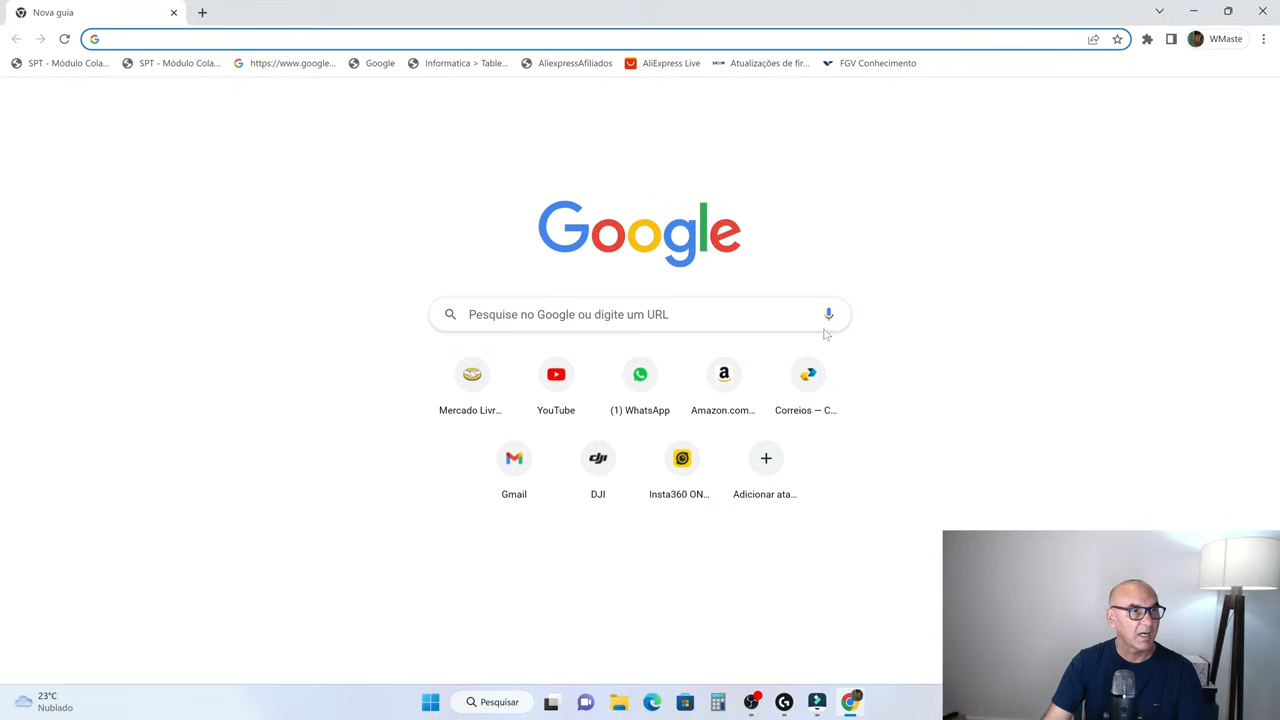 Nova guia
WMaste
SPT - Módulo Cola...
SPT - Módulo Cola...
https://www.google...
Google
Informatica > Table...
AliexpressAfiliados
AliExpress Live
Atualizações de fir...
FGV Conhecimento
Google
Pesquise no Google ou digite um URL
Mercado Livr...
YouTube
(1) WhatsApp
Amazon.com...
Correios — C...
Gmail
DJI
Insta360 ON...
Adicionar ata...
23°C
Nublado
Pesquisar